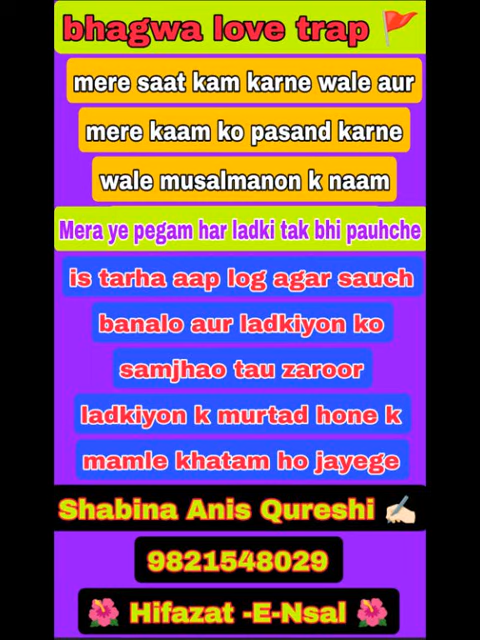 bhagwa love trap 🚩
mere saat kam karne wale aur
mere kaam ko pasand karne
wale musalmanon k naam
Mera ye pegam har ladki tak bhi pauhche
is tarha aap log agar sauch
banalo aur ladkiyon ko
samjhao tau zaroor
ladkiyon k murtad hone k
mamle khatam ho jayege
Shabina Anis Qureshi ✍🏻
9821548029
🌺 Hifazat -E-Nsal 🌺